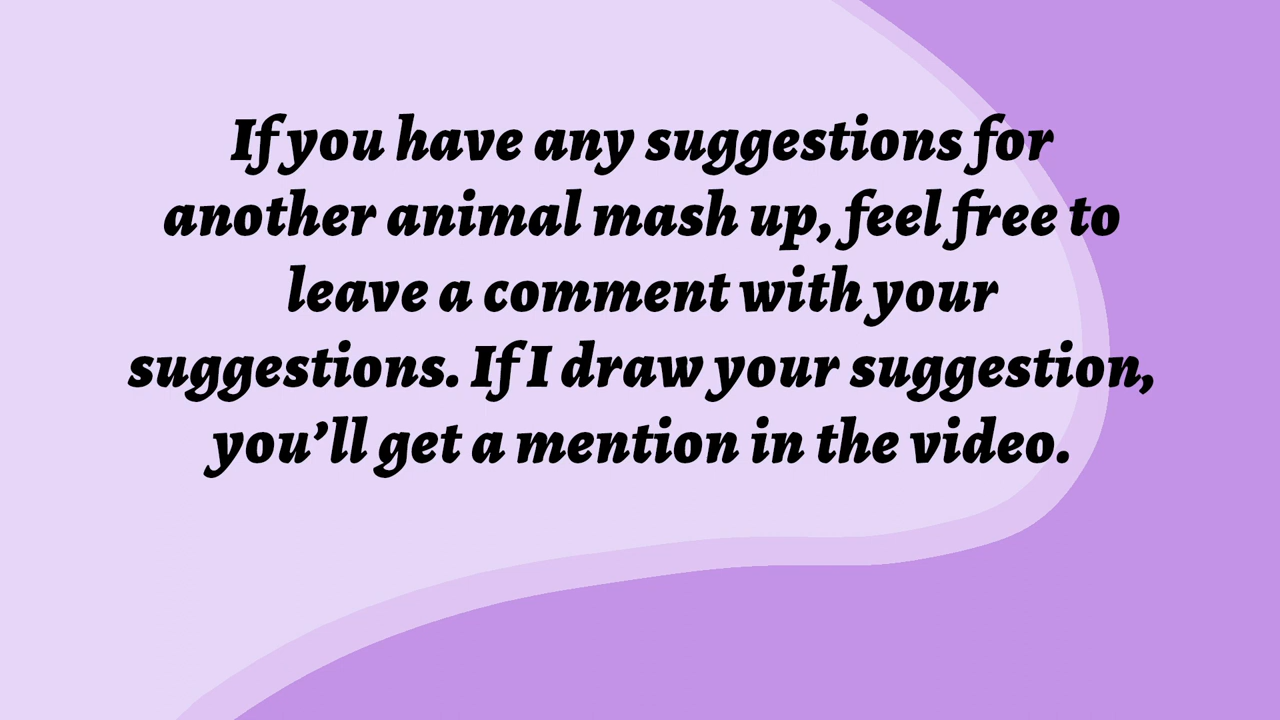 If you have any suggestions for
another animal mash up, feel free to
leave a comment with your
suggestions. If I draw your suggestion,
you’ll get a mention in the video.